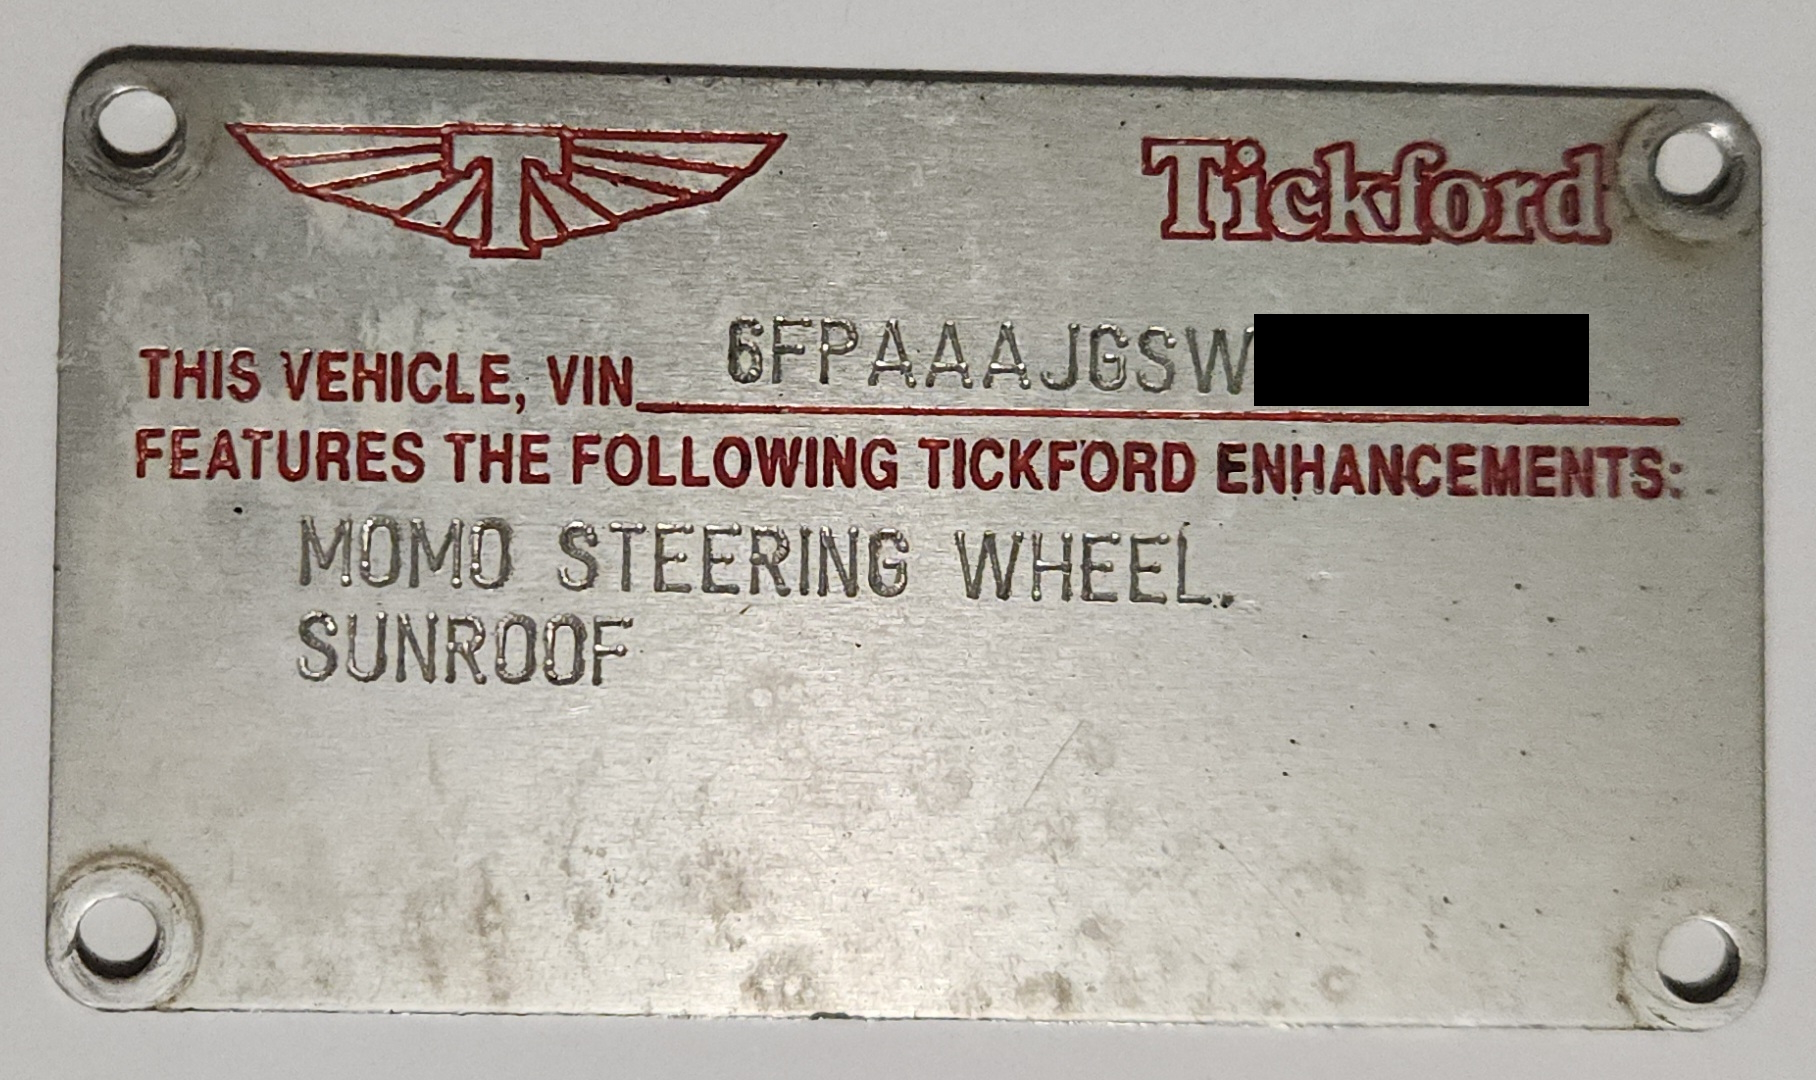 T Tickford
THIS VEHICLE, VIN 6FPAAAJGSW
FEATURES THE FOLLOWING TICKFORD ENHANCEMENTS:
MOMO STEERING WHEEL.
SUNROOF